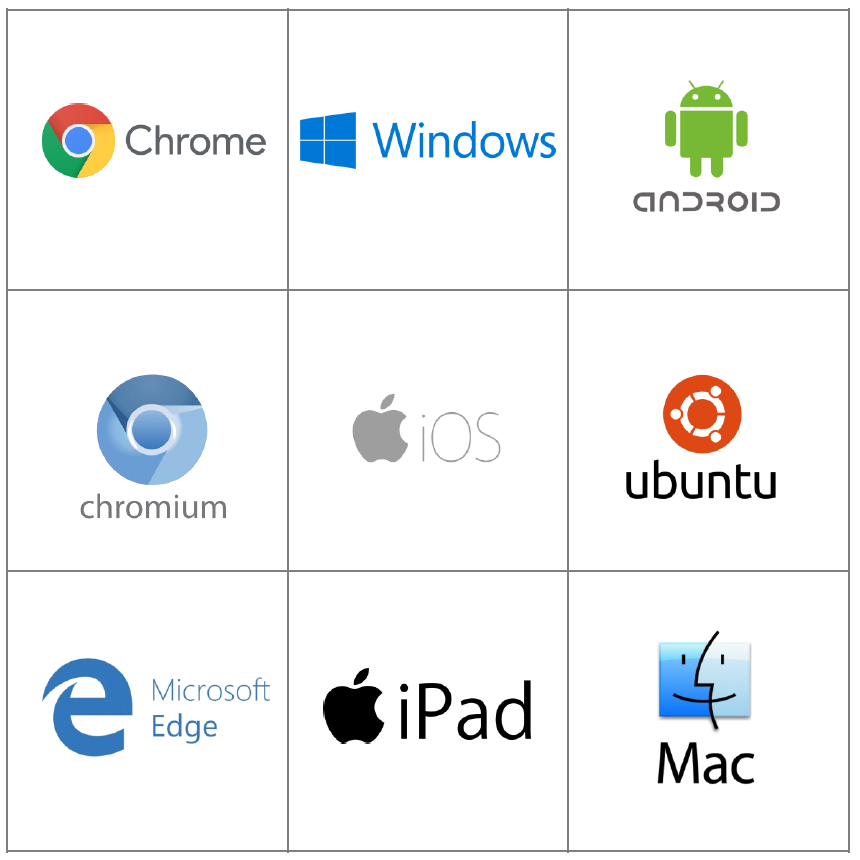 Chrome
Windows
android
chromium
iOS
ubuntu
Microsoft
Edge
iPad
Mac